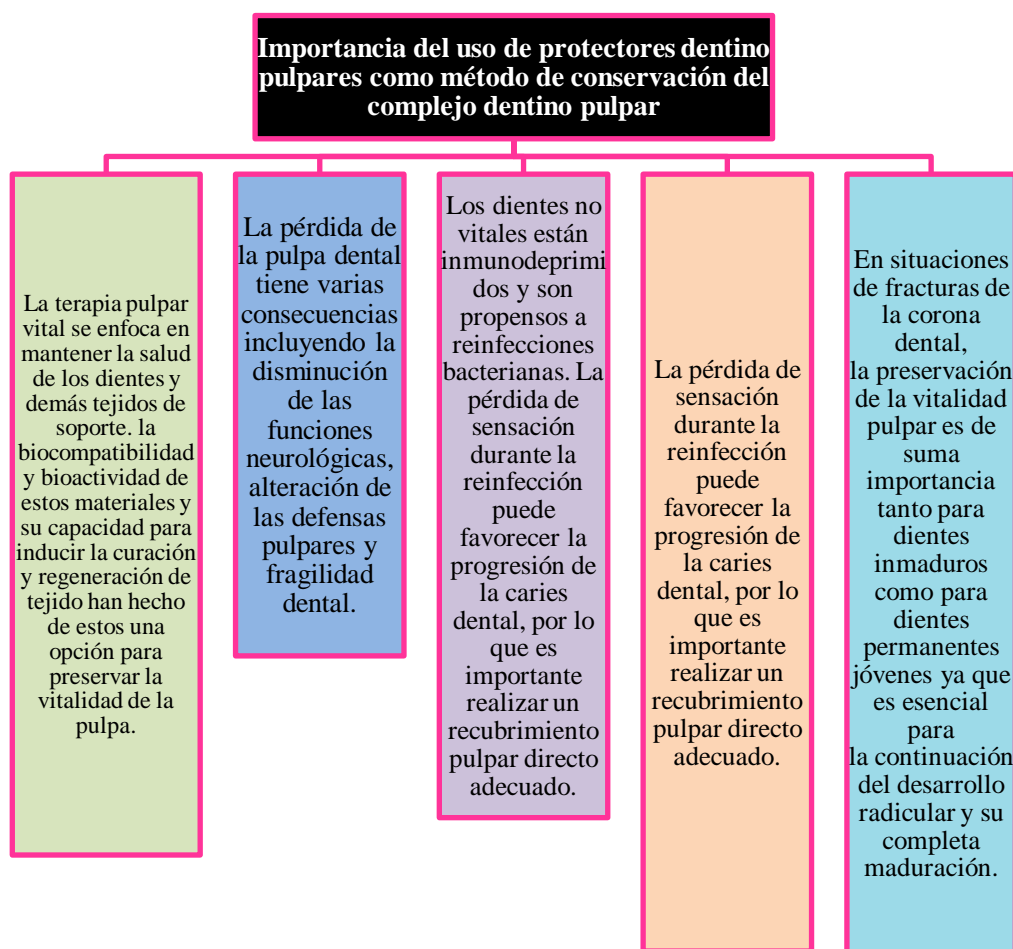 Importancia del uso de protectores dentino
pulpares como método de conservación del
complejo dentino pulpar
La terapia pulpar
vital se enfoca en
mantener la salud
de los dientes y
demás tejidos de
soporte. la
biocompatibilidad
y bioactividad de
estos materiales y
su capacidad para
inducir la curación
y regeneración de
tejido han hecho
de estos una
opción para
preservar la
vitalidad de la
pulpa.
La pérdida de
la pulpa dental
tiene varias
consecuencias
incluyendo la
disminución
de las
funciones
neurológicas,
alteración de
las defensas
pulpares y
fragilidad
dental.
Los dientes no
vitales están
inmunodeprimi
dos y son
propensos a
reinfecciones
bacterianas. La
pérdida de
sensación
durante la
reinfección
puede
favorecer la
progresión de
la caries
dental, por lo
que es
importante
realizar un
recubrimiento
pulpar directo
adecuado.
La pérdida de
sensación
durante la
reinfección
puede
favorecer la
progresión de
la caries
dental, por lo
que es
importante
realizar un
recubrimiento
pulpar directo
adecuado.
En situaciones
de fracturas de
la corona
dental,
la preservación
de la vitalidad
pulpar es de
suma
importancia
tanto para
dientes
inmaduros
como para
dientes
permanentes
jóvenes ya que
es esencial
para
la continuación
del desarrollo
radicular y su
completa
maduración.